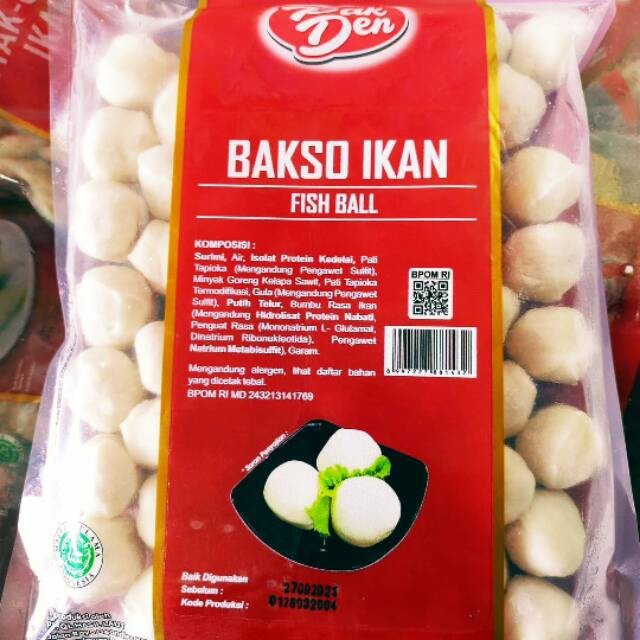 Pak
Den
BAKSO IKAN
FISH BALL
KOMPOSISI :
Surimi, Air, Isolat Protein Kedelai, Pati
Tapioka (Mengandung Pengawet Sulfit),
Minyak Goreng Kelapa Sawit, Pati Tapioka
Termodifikasi, Gula (Mengandung Pengawet
Sulfit), Putih Telur, Bumbu Rasa Ikan
(Mengandung Hidrolisat Protein Nabati,
Penguat Rasa (Mononatrium L- Glutamat,
Dinatrium Ribonukleotida), Pengawet
Natrium Metabisulfit), Garam.
Mengandung alergen, lihat daftar bahan
yang dicetak tebal.
BPOM RI MD 243213141769
BPOM RI
Saran Penyajian
Baik Digunakan
Sebelum : 27092021
Kode Produksi :